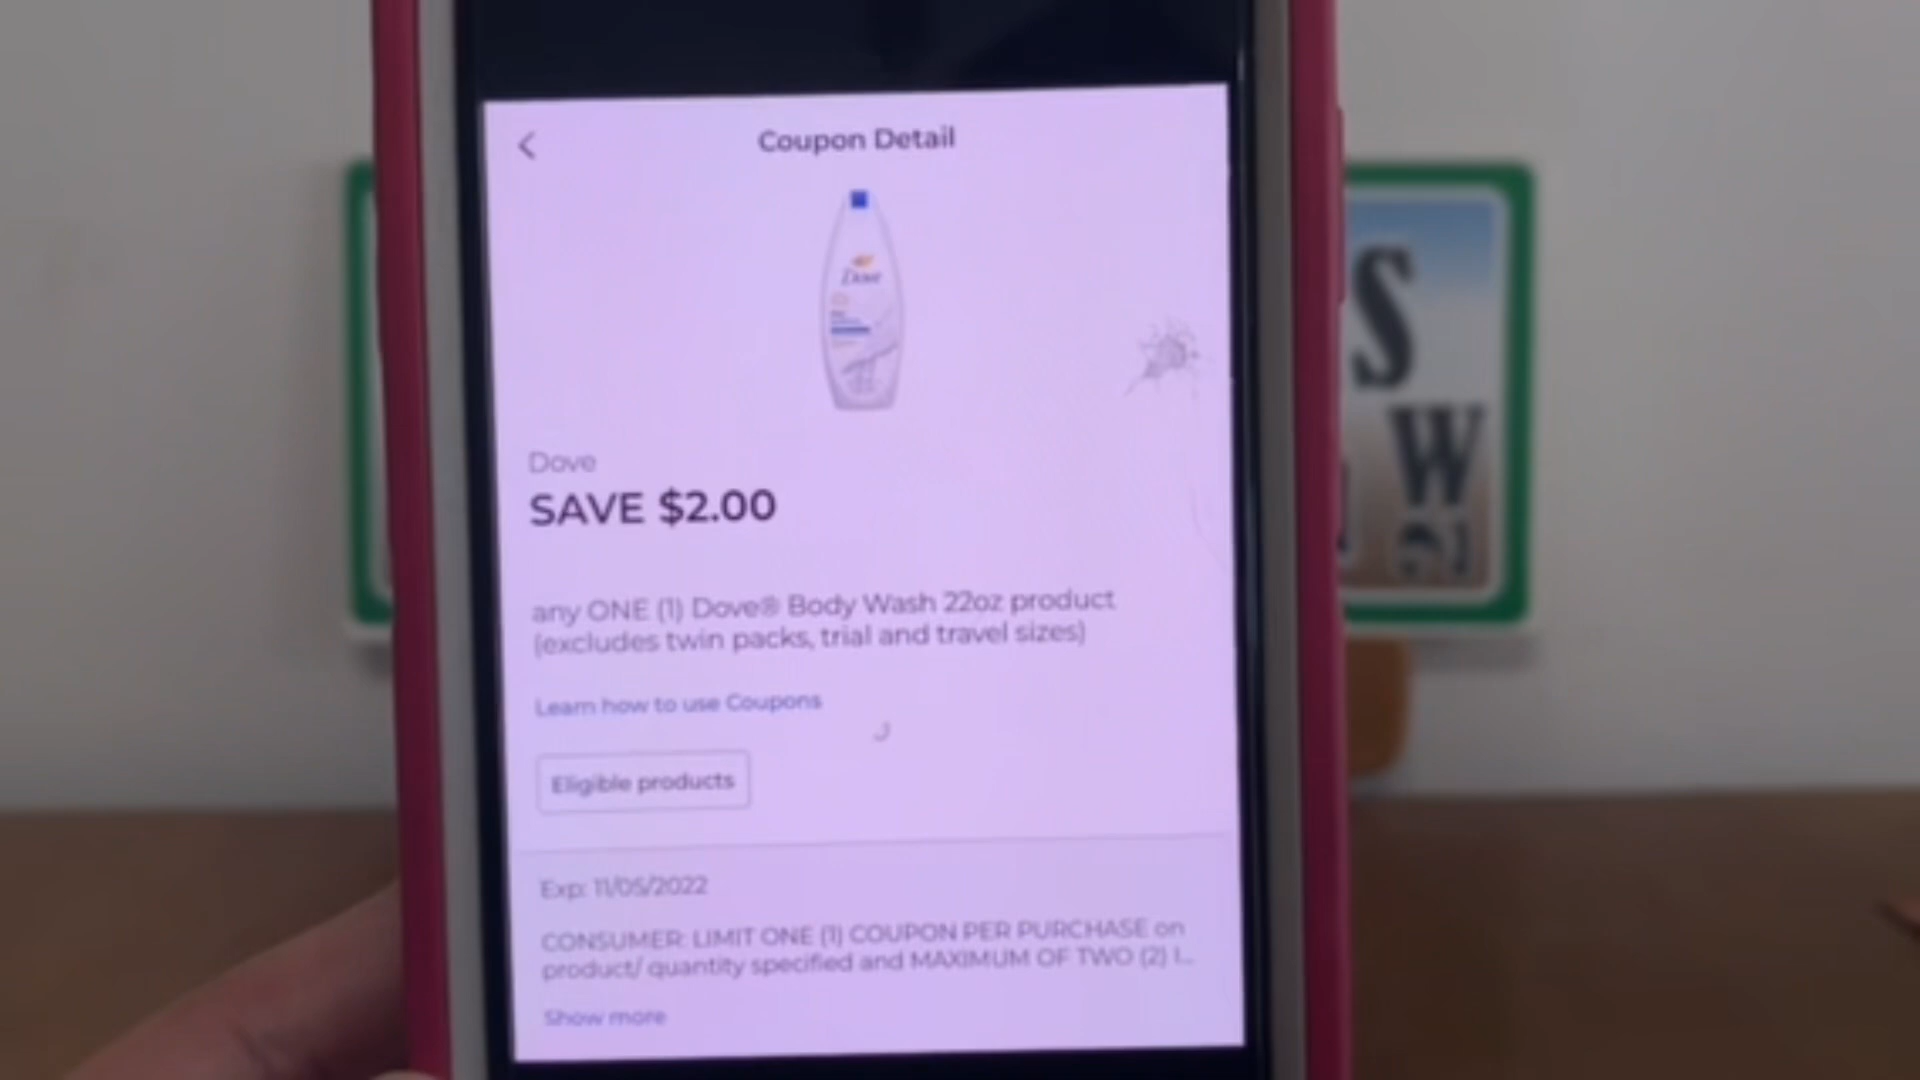 Coupon Detail
Dove
Dove
SAVE $2.00
any ONE (1) Dove® Body Wash 22oz product
(excludes twin packs, trial and travel sizes)
Learn how to use Coupons
Eligible products
Exp: 11/05/2022
CONSUMER: LIMIT ONE (1) COUPON PER PURCHASE on
product/ quantity specified and MAXIMUM OF TWO (2) I...
Show more
S
W